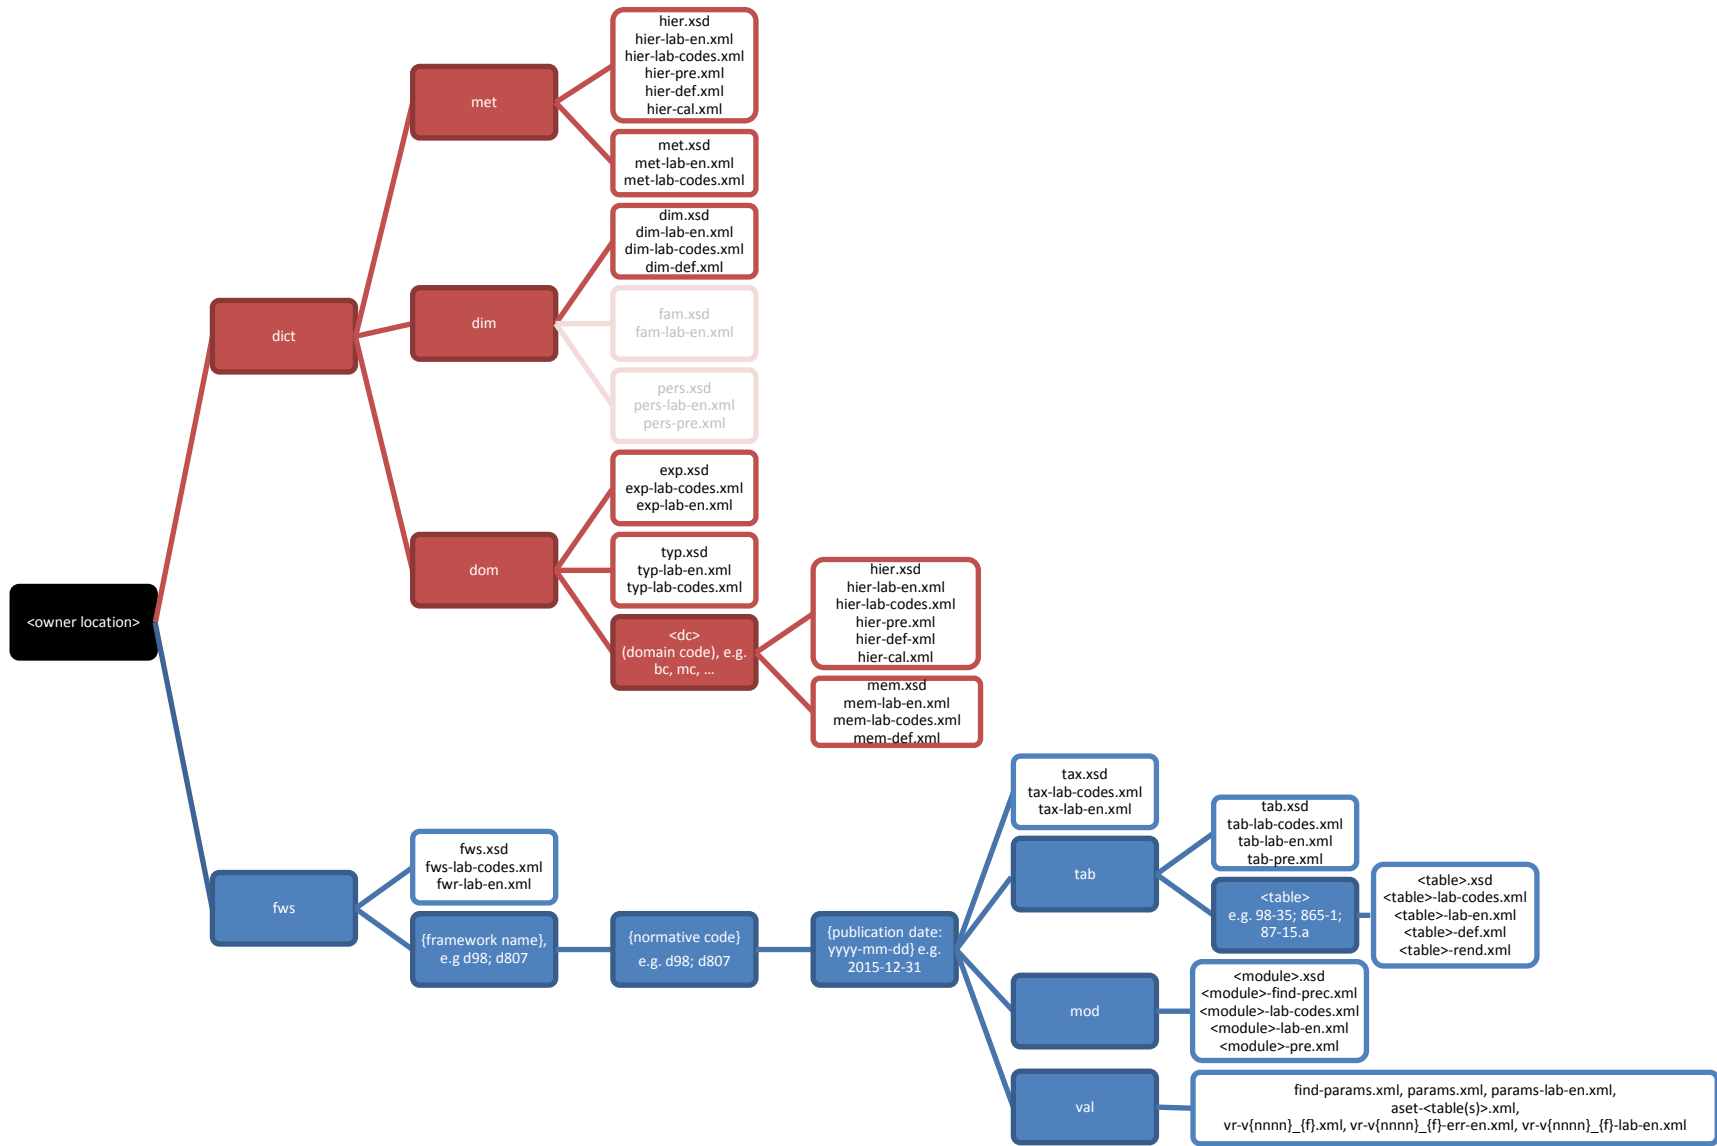 <owner location>
dict
met
hier.xsd
hier-lab-en.xml
hier-lab-codes.xml
hier-pre.xml
hier-def.xml
hier-cal.xml
met.xsd
met-lab-en.xml
met-lab-codes.xml
dim
dim.xsd
dim-lab-en.xml
dim-lab-codes.xml
dim-def.xml
fam.xsd
fam-lab-en.xml
pers.xsd
pers-lab-en.xml
pers-pre.xml
dom
exp.xsd
exp-lab-codes.xml
exp-lab-en.xml
typ.xsd
typ-lab-en.xml
typ-lab-codes.xml
<dc>
(domain code), e.g.
bc, mc, ...
hier.xsd
hier-lab-en.xml
hier-lab-codes.xml
hier-pre.xml
hier-def-xml
hier-cal.xml
mem.xsd
mem-lab-en.xml
mem-lab-codes.xml
mem-def.xml
fws
fws.xsd
fws-lab-codes.xml
fwr-lab-en.xml
{framework name},
e.g d98; d807
{normative code}
e.g. d98; d807
{publication date:
yyyy-mm-dd} e.g.
2015-12-31
tax.xsd
tax-lab-codes.xml
tax-lab-en.xml
tab
tab.xsd
tab-lab-codes.xml
tab-lab-en.xml
tab-pre.xml
<table>
e.g. 98-35; 865-1;
87-15.a
<table>.xsd
<table>-lab-codes.xml
<table>-lab-en.xml
<table>-def.xml
<table>-rend.xml
mod
<module>.xsd
<module>-find-prec.xml
<module>-lab-codes.xml
<module>-lab-en.xml
<module>-pre.xml
val
find-params.xml, params.xml, params-lab-en.xml,
aset-<table(s)>.xml,
vr-v{nnnn}_{f}.xml, vr-v{nnnn}_{f}-err-en.xml, vr-v{nnnn}_{f}-lab-en.xml